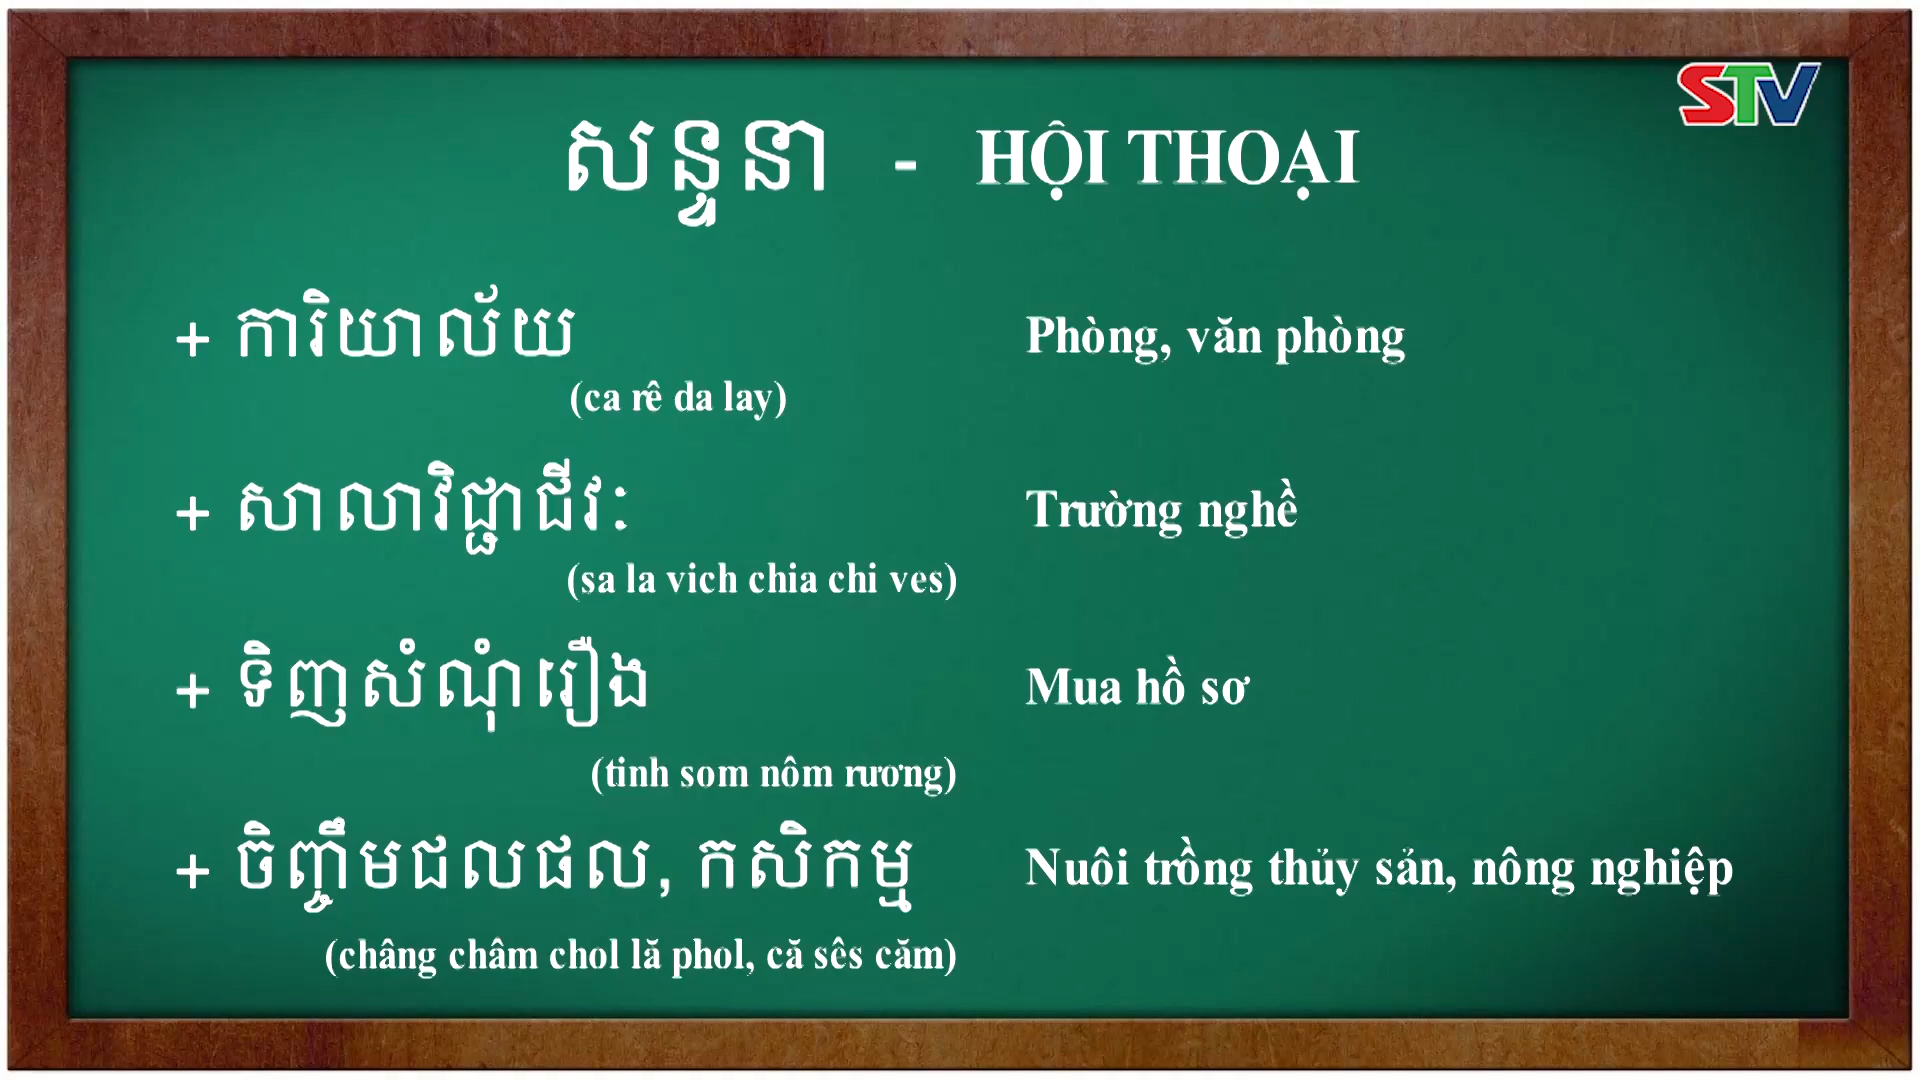 STV
សន្ទនា - HỘI THOẠI
+ ការិយាល័យ Phòng, văn phòng
(ca rê da lay)
+ សាលាវិជ្ជាជីវៈ Trường nghề
(sa la vich chia chi ves)
+ ទិញសំណុំរឿង Mua hồ sơ
(tinh som nôm rương)
+ ចិញ្ចឹមជលផល, កសិកម្ម Nuôi trồng thủy sản, nông nghiệp
(châng châm chol lă phol, că sês căm)